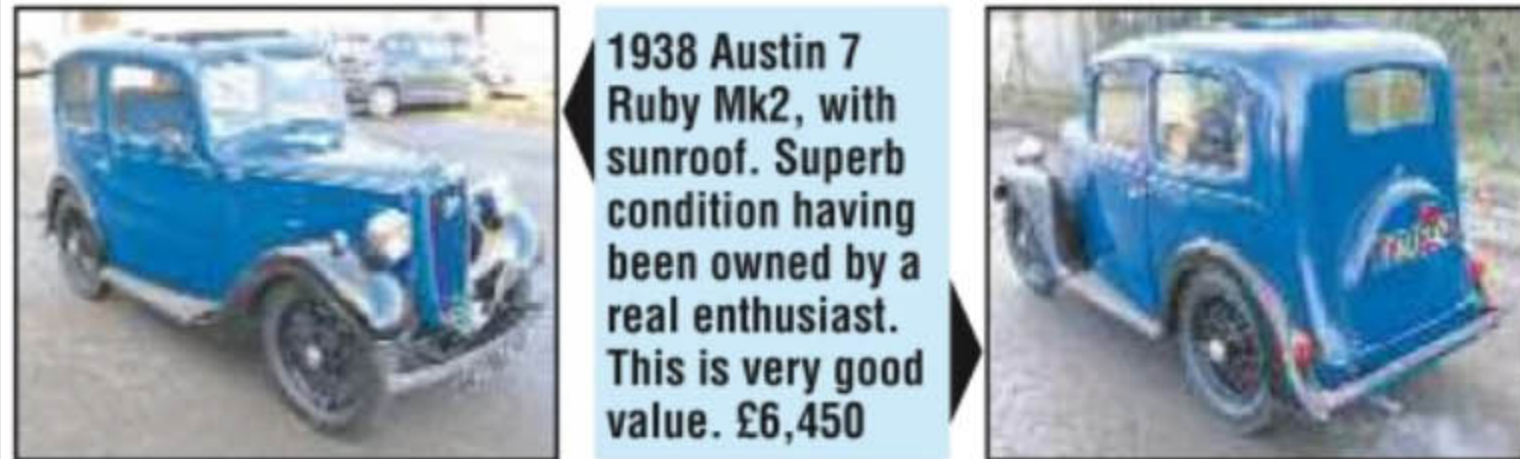 1938 Austin 7
Ruby Mk2, with
sunroof. Superb
condition having
been owned by a
real enthusiast.
This is very good
value. £6,450